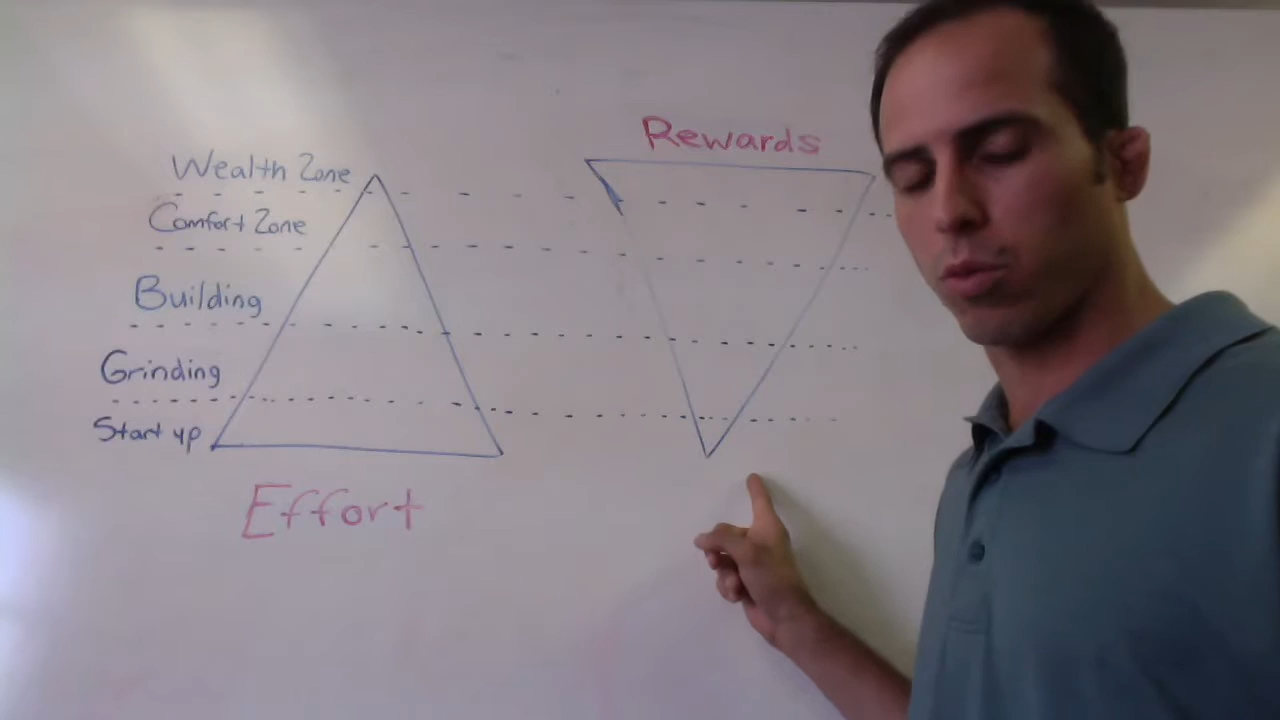 Rewards
Wealth Zone
Comfort Zone
Building
Grinding
Start up
Effort